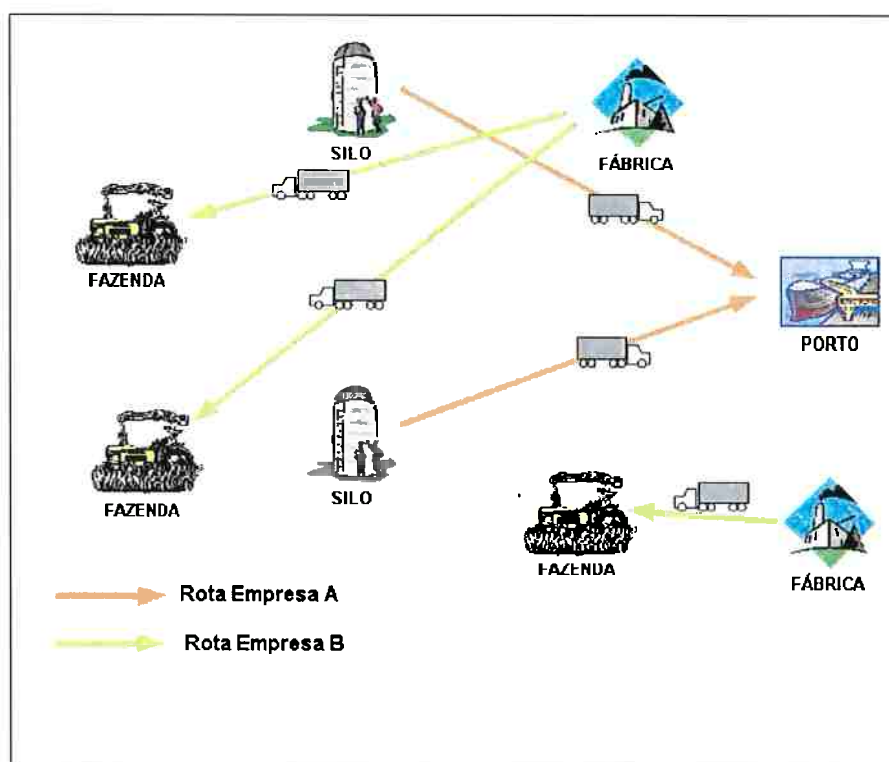 SILO
FÁBRICA
FAZENDA
PORTO
FAZENDA
SILO
FAZENDA
FÁBRICA
Rota Empresa A
Rota Empresa B